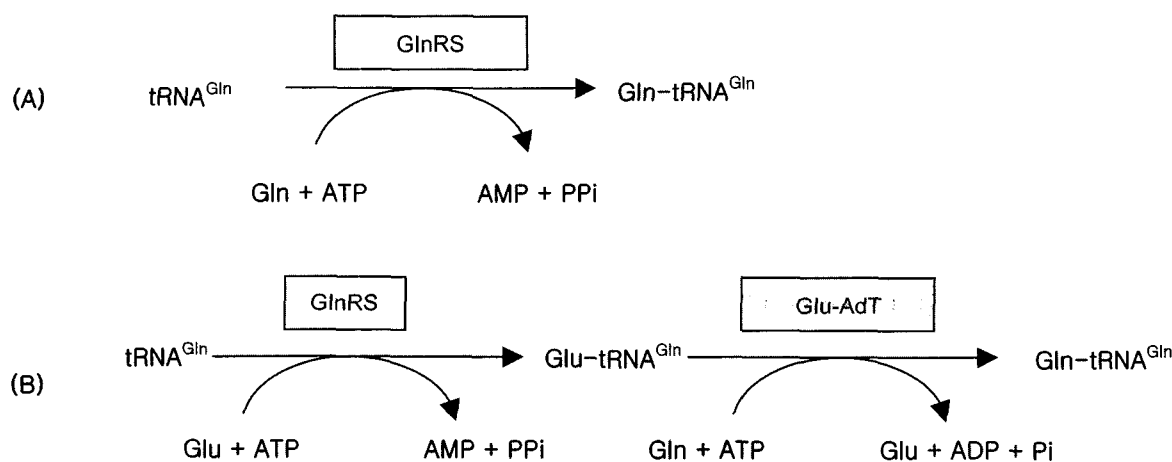 GlnRS
(A) tRNA^Gln Gln-tRNA^Gln
Gln + ATP AMP + PPi
GlnRS Glu-AdT
(B) tRNA^Gln Glu-tRNA^Gln Gln-tRNA^Gln
Glu + ATP AMP + PPi Gln + ATP Glu + ADP + Pi